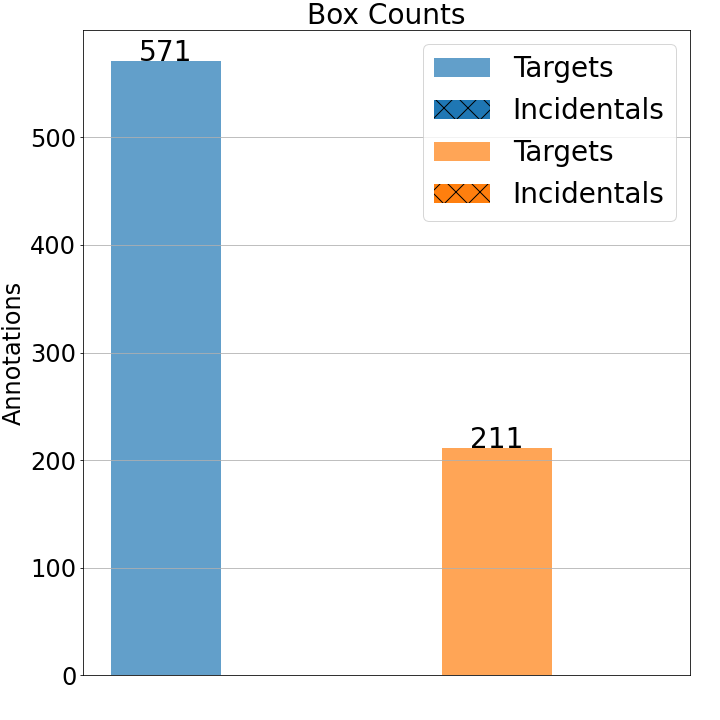 Box Counts
571
Targets
Incidentals
Targets
Incidentals
500
400
300
211
200
100
0
Annotations